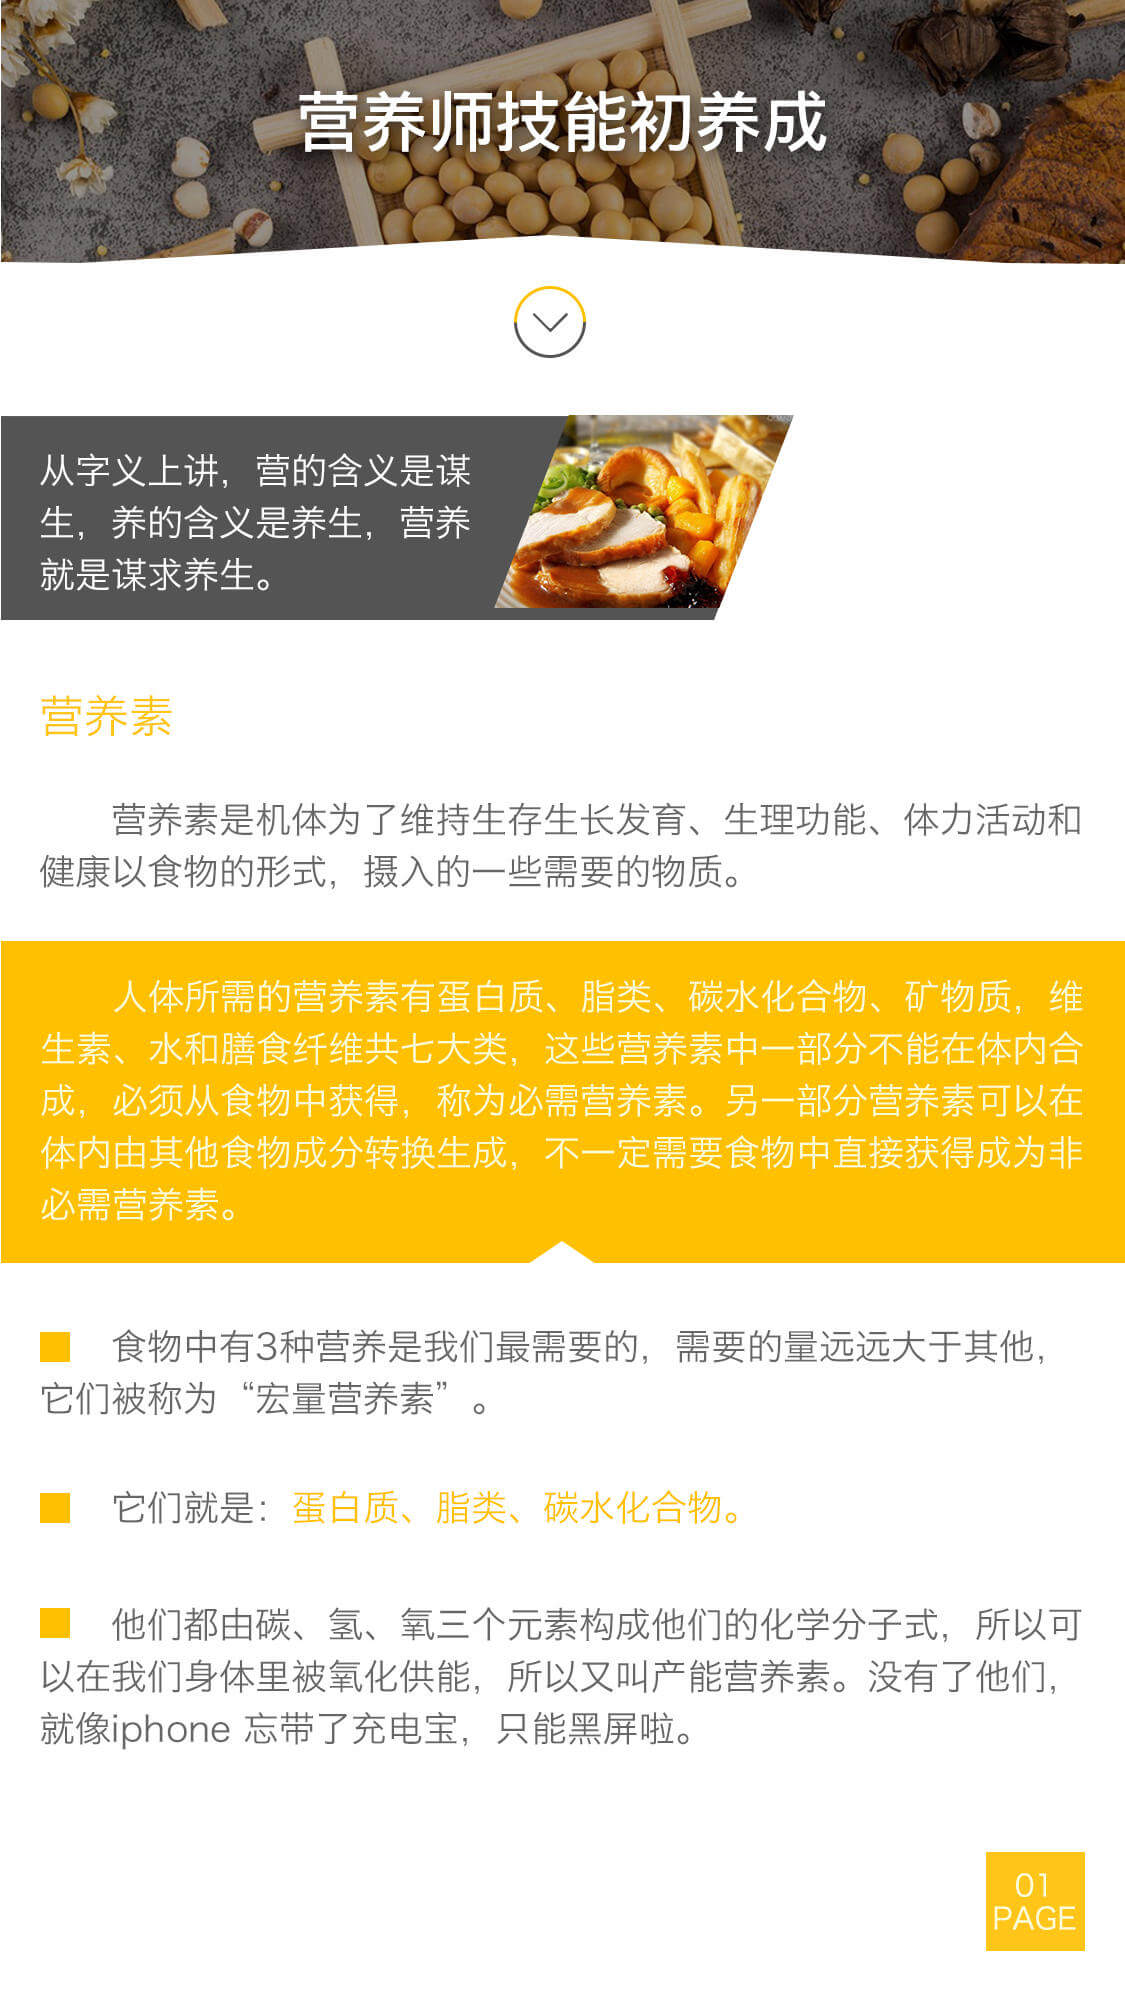 营养师技能初养成
从字义上讲，营的含义是谋
生，养的含义是养生，营养
就是谋求养生。
营养素
营养素是机体为了维持生存生长发育、生理功能、体力活动和
健康以食物的形式，摄入的一些需要的物质。
人体所需的营养素有蛋白质、脂类、碳水化合物、矿物质，维
生素、水和膳食纤维共七大类，这些营养素中一部分不能在体内合
成，必须从食物中获得，称为必需营养素。另一部分营养素可以在
体内由其他食物成分转换生成，不一定需要食物中直接获得成为非
必需营养素。
食物中有3种营养是我们最需要的，需要的量远远大于其他，
它们被称为“宏量营养素”。
它们就是：蛋白质、脂类、碳水化合物。
他们都由碳、氢、氧三个元素构成他们的化学分子式，所以可
以在我们身体里被氧化供能，所以又叫产能营养素。没有了他们，
就像iphone 忘带了充电宝，只能黑屏啦。
01
PAGE